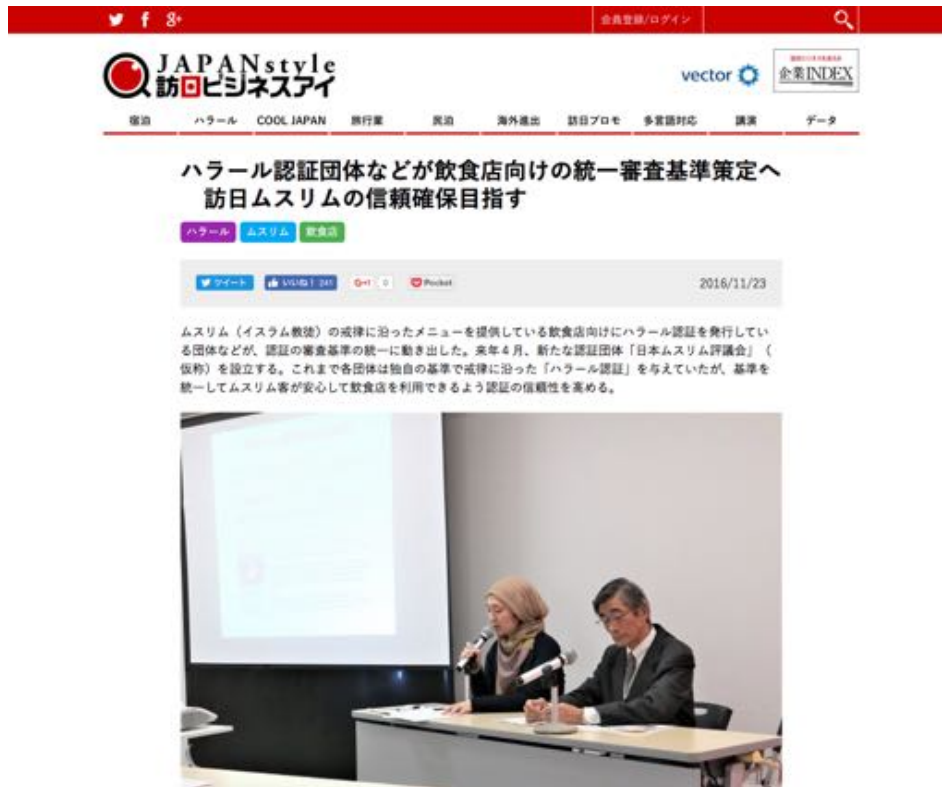 会員登録/ログイン
JAPANstyle
訪日ビジネスアイ
vector
企業INDEX
宿泊 ハラール COOL JAPAN 旅行業 民泊 海外進出 訪日プロモ 多言語対応 講演 データ
ハラール認証団体などが飲食店向けの統一審査基準策定へ
訪日ムスリムの信頼確保目指す
ハラール ムスリム 飲食店
ツイート いいね！ 241 G+1 0 Pocket
2016/11/23
ムスリム（イスラム教徒）の戒律に沿ったメニューを提供している飲食店向けにハラール認証を発行してい
る団体などが、認証の審査基準の統一に動き出した。来年４月、新たな認証団体「日本ムスリム評議会」（
仮称）を設立する。これまで各団体は独自の基準で戒律に沿った「ハラール認証」を与えていたが、基準を
統一してムスリム客が安心して飲食店を利用できるよう認証の信頼性を高める。